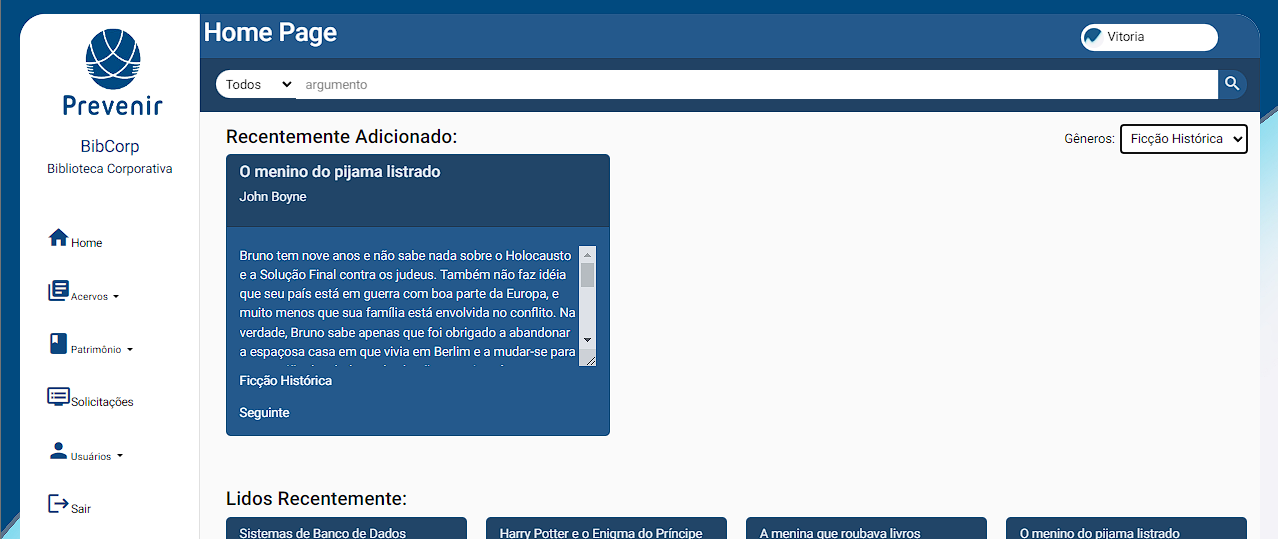 Home Page
Vitoria
Prevenir
BibCorp
Biblioteca Corporativa
Todos
argumento
Home
Acervos
Patrimônio
Solicitações
Usuários
Sair
Recentemente Adicionado:
Gêneros:
Ficção Histórica
O menino do pijama listrado
John Boyne
Bruno tem nove anos e não sabe nada sobre o Holocausto
e a Solução Final contra os judeus. Também não faz idéia
que seu país está em guerra com boa parte da Europa, e
muito menos que sua família está envolvida no conflito. Na
verdade, Bruno sabe apenas que foi obrigado a abandonar
a espaçosa casa em que vivia em Berlim e a mudar-se para
Ficção Histórica
Seguinte
Lidos Recentemente:
Sistemas de Banco de Dados
Harry Potter e o Enigma do Príncipe
A menina que roubava livros
O menino do pijama listrado